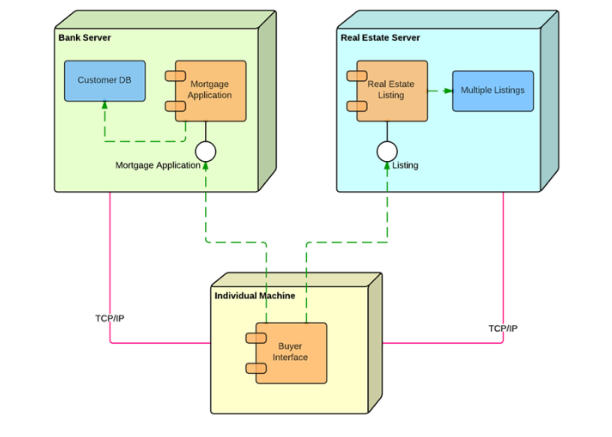 Bank Server
Customer DB
Mortgage
Application
Mortgage Application
Real Estate Server
Real Estate
Listing
Multiple Listings
Listing
Individual Machine
Buyer
Interface
TCP/IP
TCP/IP